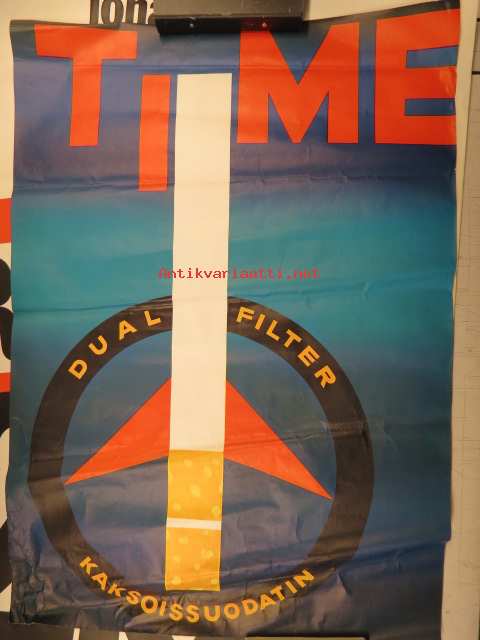 TIME
Antikvariaatti.net
DUAL FILTER
KAKSOISSUODATIN